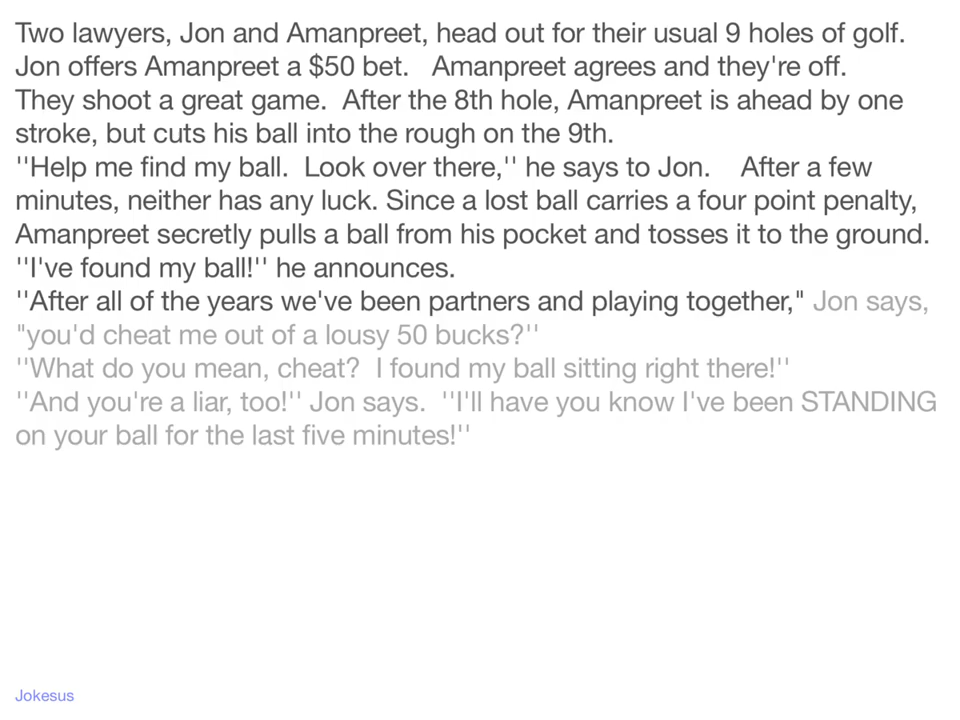 Two lawyers, Jon and Amanpreet, head out for their usual 9 holes of golf.
Jon offers Amanpreet a $50 bet.   Amanpreet agrees and they're off.
They shoot a great game.  After the 8th hole, Amanpreet is ahead by one
stroke, but cuts his ball into the rough on the 9th.
''Help me find my ball.  Look over there,'' he says to Jon.    After a few
minutes, neither has any luck. Since a lost ball carries a four point penalty,
Amanpreet secretly pulls a ball from his pocket and tosses it to the ground.
''I've found my ball!'' he announces.
''After all of the years we've been partners and playing together," Jon says,
"you'd cheat me out of a lousy 50 bucks?''
''What do you mean, cheat?  I found my ball sitting right there!''
''And you're a liar, too!'' Jon says.  ''I'll have you know I've been STANDING
on your ball for the last five minutes!''
Jokesus